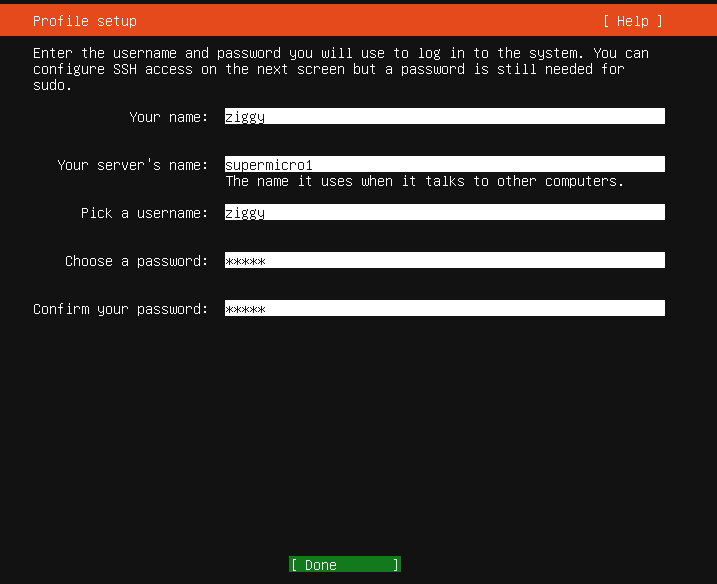 Profile setup [ Help ]
Enter the username and password you will use to log in to the system. You can
configure SSH access on the next screen but a password is still needed for
sudo.
Your name: ziggy
Your server's name: supermicro1
The name it uses when it talks to other computers.
Pick a username: ziggy
Choose a password: *****
Confirm your password: *****
[ Done ]